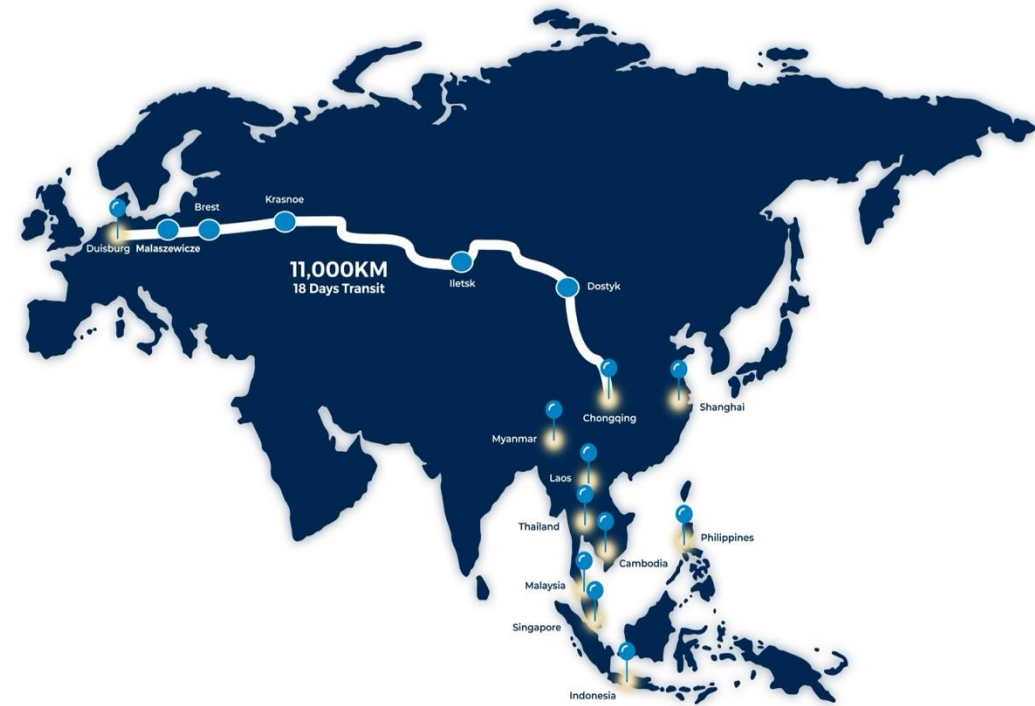 Krasnoe
Brest
Duisburg
Malaszewicze
11,000KM
18 Days Transit
Iletsk
Dostyk
Chongqing
Shanghai
Myanmar
Laos
Thailand
Philippines
Cambodia
Malaysia
Singapore
Indonesia